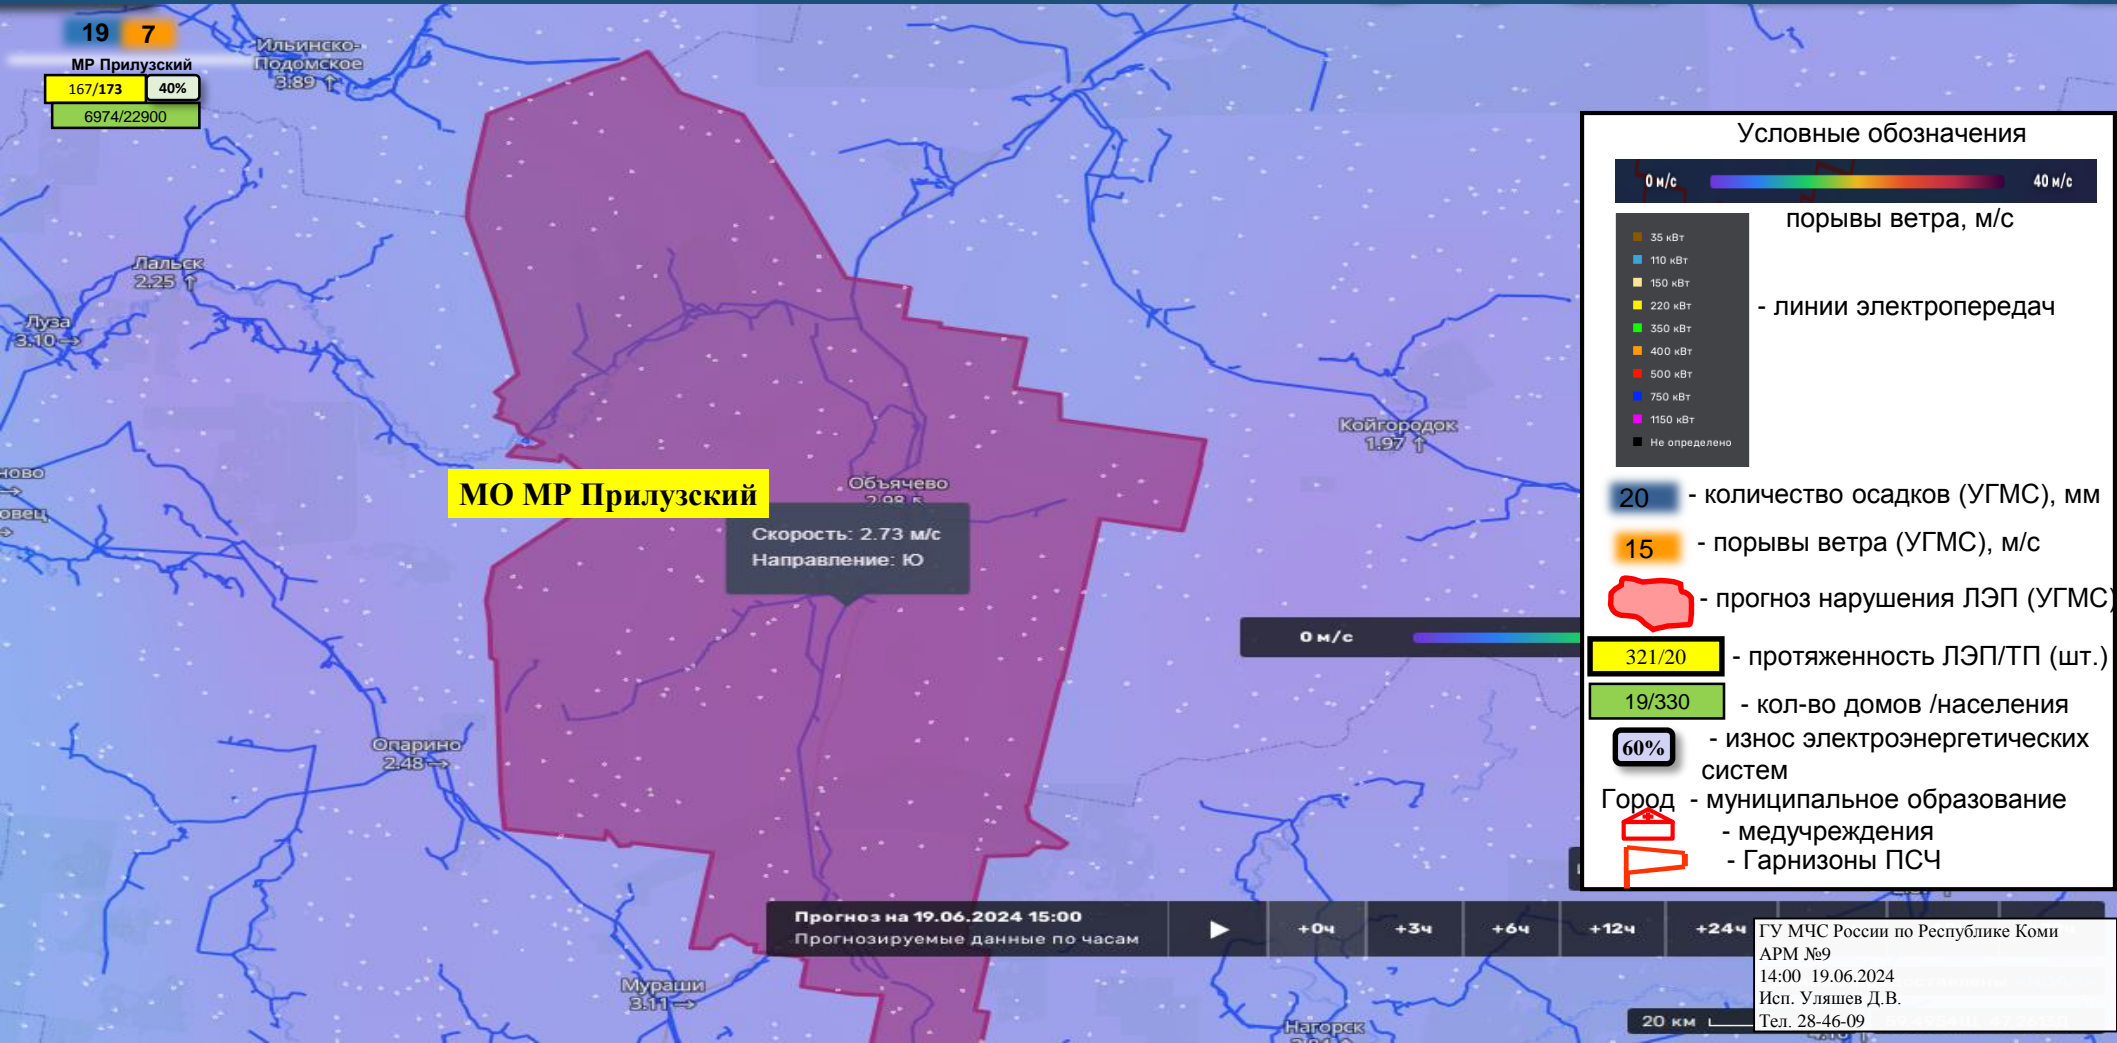 19 7
МР Прилузский
167/173 40%
6974/22900
Ильинско-
Подомское
3.89 ↑
Лальск
2.25 ↑
Луза
3.10→
ново
→
овец
→
МО МР Прилузский
Объячево
2.98
Скорость: 2.73 м/с
Направление: Ю
Койгородок
1.97 ↑
0 м/с
Опарино
2.48→
Мураши
3.11→
Нагорск
Прогноз на 19.06.2024 15:00
Прогнозируемые данные по часам
▶ +0ч +3ч +6ч +12ч +24ч
20 км
Условные обозначения
0 м/с 40 м/с
порывы ветра, м/с
35 кВт
110 кВт
150 кВт
220 кВт
350 кВт
400 кВт
500 кВт
750 кВт
1150 кВт
Не определено
- линии электропередач
20 - количество осадков (УГМС), мм
15 - порывы ветра (УГМС), м/с
- прогноз нарушения ЛЭП (УГМС)
321/20 - протяженность ЛЭП/ТП (шт.)
19/330 - кол-во домов /населения
60% - износ электроэнергетических
систем
Город - муниципальное образование
- медучреждения
- Гарнизоны ПСЧ
ГУ МЧС России по Республике Коми
АРМ №9
14:00 19.06.2024
Исп. Уляшев Д.В.
Тел. 28-46-09